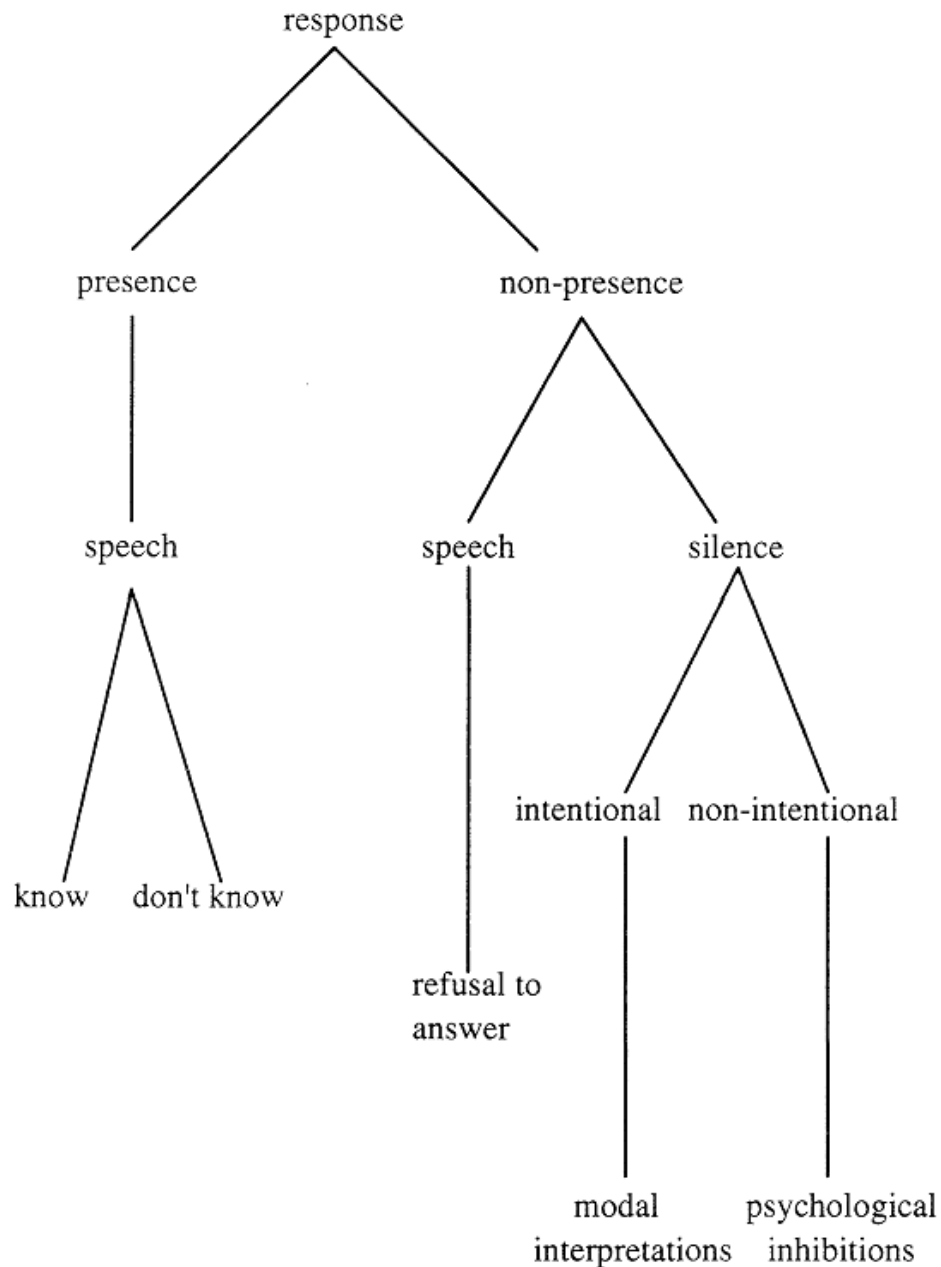 response
presence
non-presence
speech
speech
silence
intentional
non-intentional
know
don't know
refusal to
answer
modal
interpretations
psychological
inhibitions